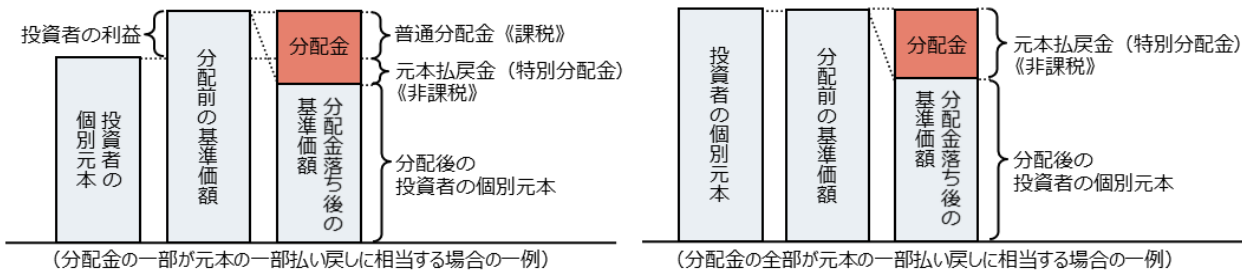 投資者の利益
投資者の
個別元本
分配前の基準価額
分配金
分配金落ち後の
基準価額
普通分配金《課税》
元本払戻金（特別分配金）
《非課税》
分配後の
投資者の個別元本
（分配金の一部が元本の一部払い戻しに相当する場合の一例）
投資者の個別元本
分配前の基準価額
分配金
分配金落ち後の
基準価額
元本払戻金（特別分配金）
《非課税》
分配後の
投資者の個別元本
（分配金の全部が元本の一部払い戻しに相当する場合の一例）